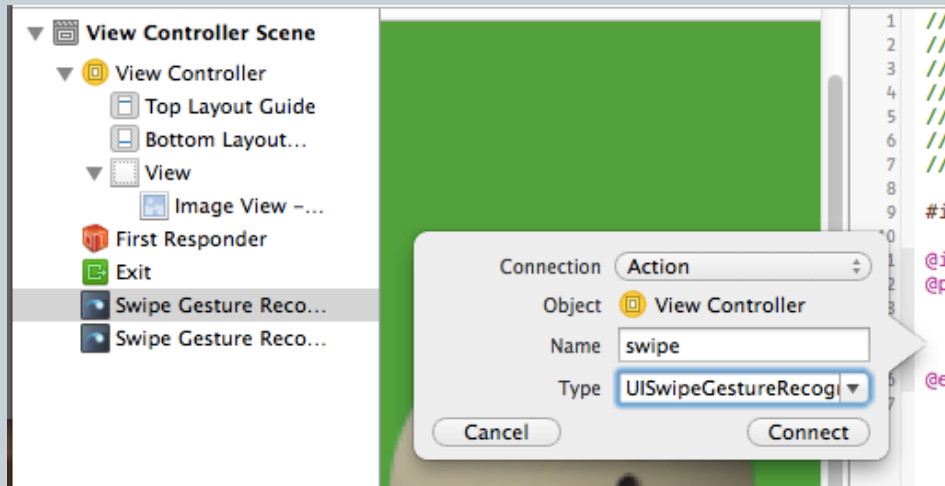 View Controller Scene
View Controller
Top Layout Guide
Bottom Layout...
View
Image View –...
First Responder
Exit
Swipe Gesture Reco...
Swipe Gesture Reco...
Connection Action
Object View Controller
Name swipe
Type UISwipeGestureRecog
Cancel Connect
1 //
2 //
3 //
4 //
5 //
6 //
7 //
8
9 #i
10
@i
@p
@e